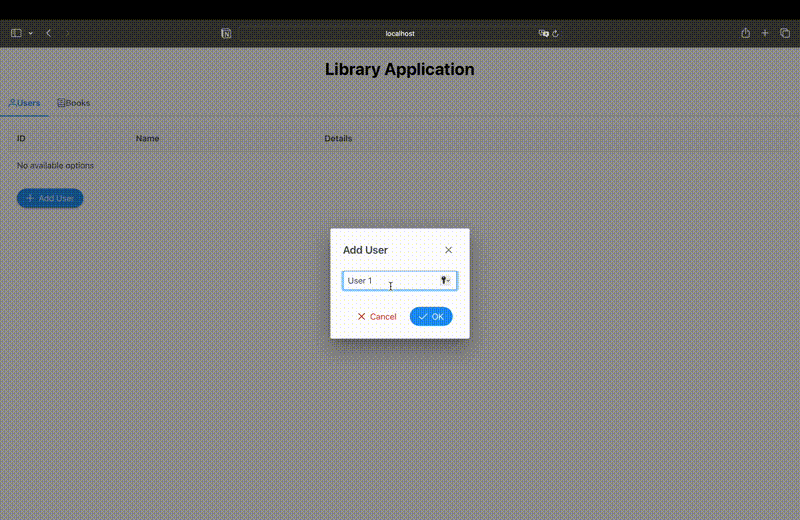 localhost
Library Application
Users Books
ID Name Details
No available options
+ Add User
Add User
User 1
Cancel OK